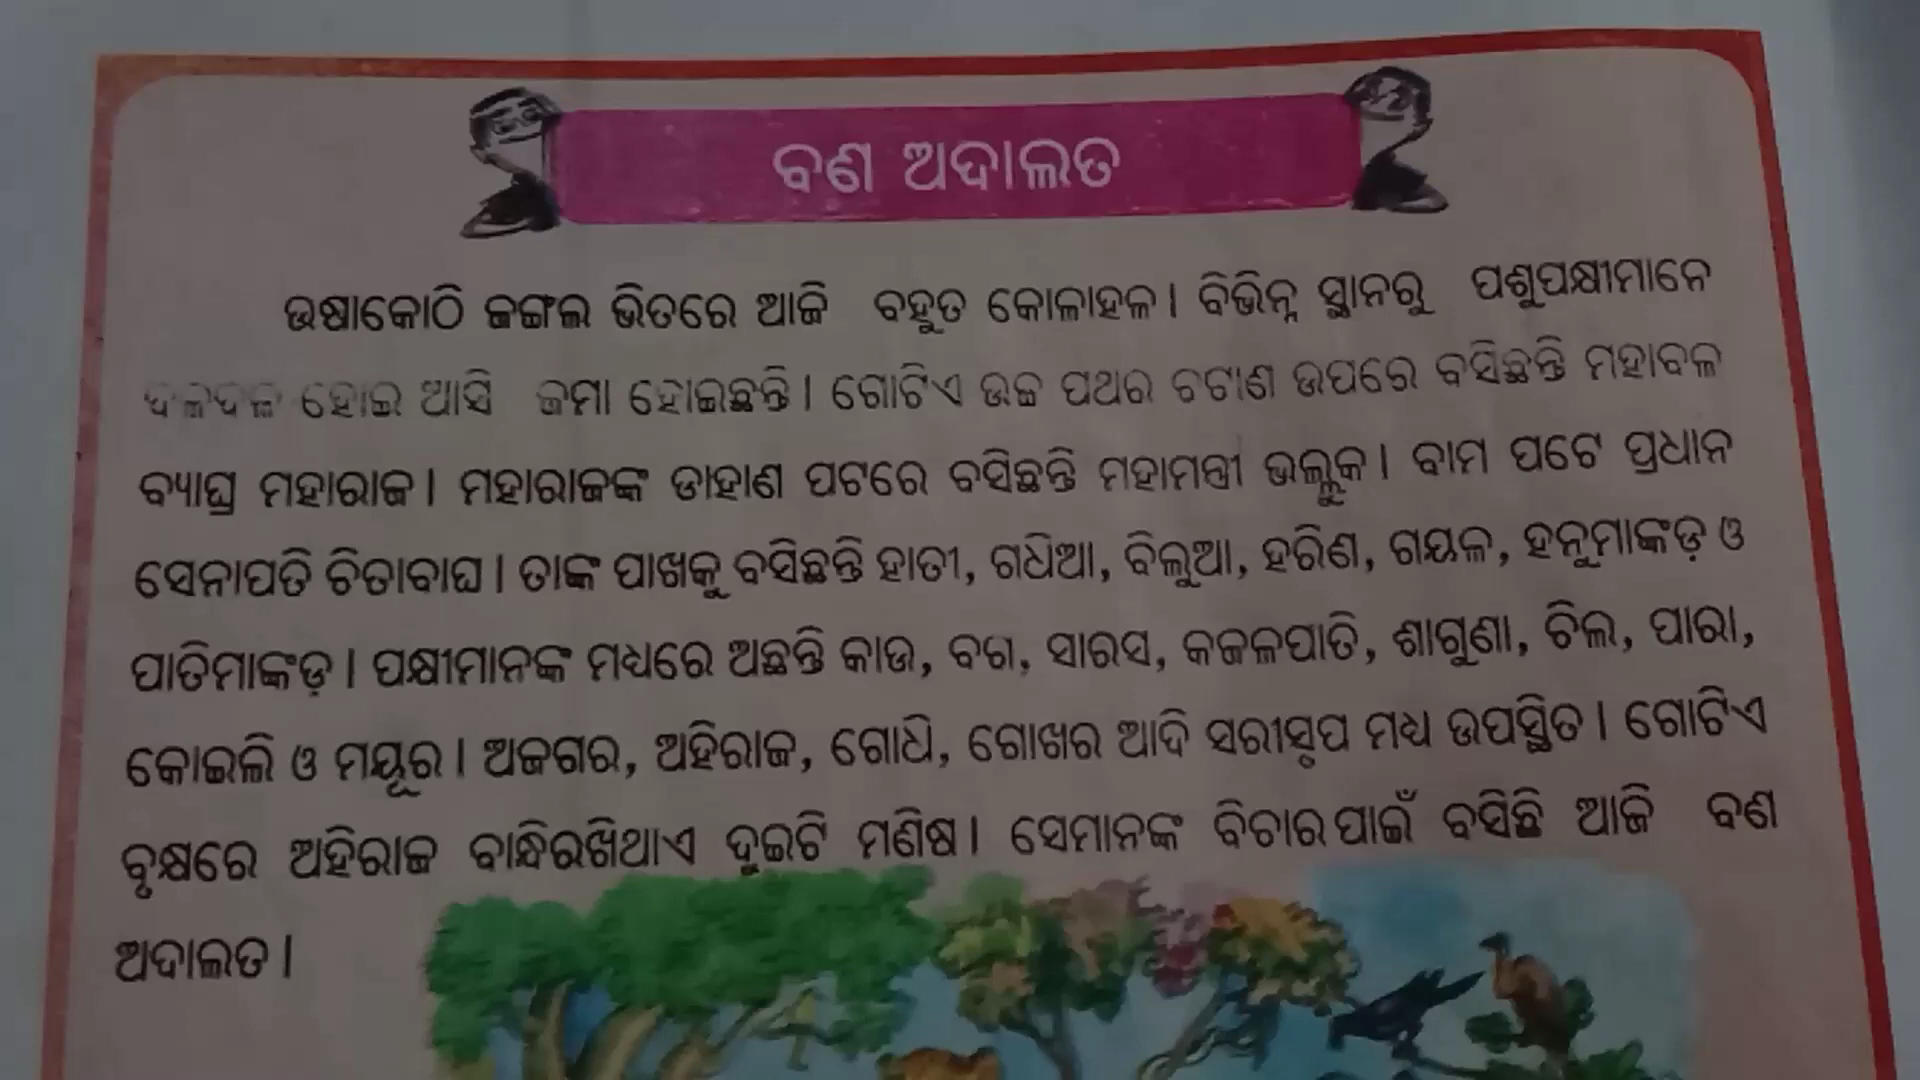 ବଣ ଅଦାଲତ
ଉଷାକୋଠି ଜଙ୍ଗଲ ଭିତରେ ଆଜି ବହୁତ କୋଳାହଳ । ବିଭିନ୍ନ ସ୍ଥାନରୁ ପଶୁପକ୍ଷୀମାନେ
ଦଳଦଳ ହୋଇ ଆସି ଜମା ହୋଇଛନ୍ତି । ଗୋଟିଏ ଉଚ୍ଚ ପଥର ଚଟାଣ ଉପରେ ବସିଛନ୍ତି ମହାବଳ
ବ୍ୟାଘ୍ର ମହାରାଜ । ମହାରାଜଙ୍କ ଡାହାଣ ପଟରେ ବସିଛନ୍ତି ମହାମନ୍ତ୍ରୀ ଭଲ୍ଲୁକ । ବାମ ପଟେ ପ୍ରଧାନ
ସେନାପତି ଚିତାବାଘ । ତାଙ୍କ ପାଖକୁ ବସିଛନ୍ତି ହାତୀ, ଗଧିଆ, ବିଲୁଆ, ହରିଣ, ଗୟଳ, ହନୁମାଙ୍କଡ଼ ଓ
ପାତିମାଙ୍କଡ଼ । ପକ୍ଷୀମାନଙ୍କ ମଧ୍ୟରେ ଅଛନ୍ତି କାଉ, ବଗ, ସାରସ, କଜଳପାତି, ଶାଗୁଣା, ଚିଲ, ପାରା,
କୋଇଲି ଓ ମୟୂର । ଅଜଗର, ଅହିରାଜ, ଗୋଧି, ଗୋଖର ଆଦି ସରୀସୃପ ମଧ୍ୟ ଉପସ୍ଥିତ । ଗୋଟିଏ
ବୃକ୍ଷରେ ଅହିରାଜ ବାନ୍ଧିରଖିଥାଏ ଦୁଇଟି ମଣିଷ । ସେମାନଙ୍କ ବିଚାର ପାଇଁ ବସିଛି ଆଜି ବଣ
ଅଦାଲତ ।